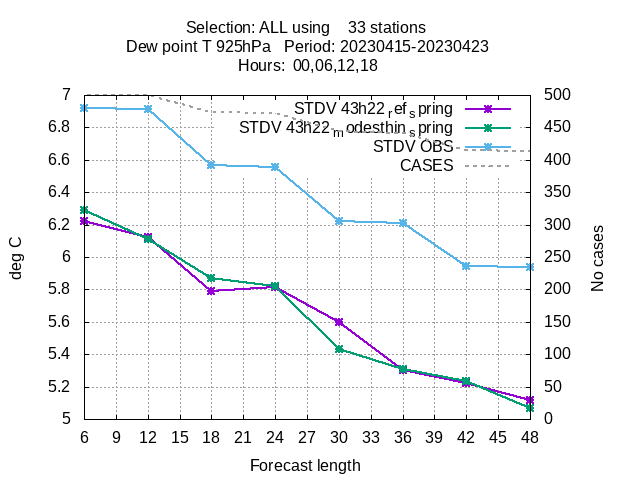 Selection: ALL using    33 stations
Dew point T 925hPa   Period: 20230415-20230423
Hours:  00,06,12,18
STDV 43h22_ref_spring
STDV 43h22_modesthin_spring
STDV OBS
CASES
deg C
No cases
7
6.8
6.6
6.4
6.2
6
5.8
5.6
5.4
5.2
5
500
450
400
350
300
250
200
150
100
50
0
6 9 12 15 18 21 24 27 30 33 36 39 42 45 48
Forecast length